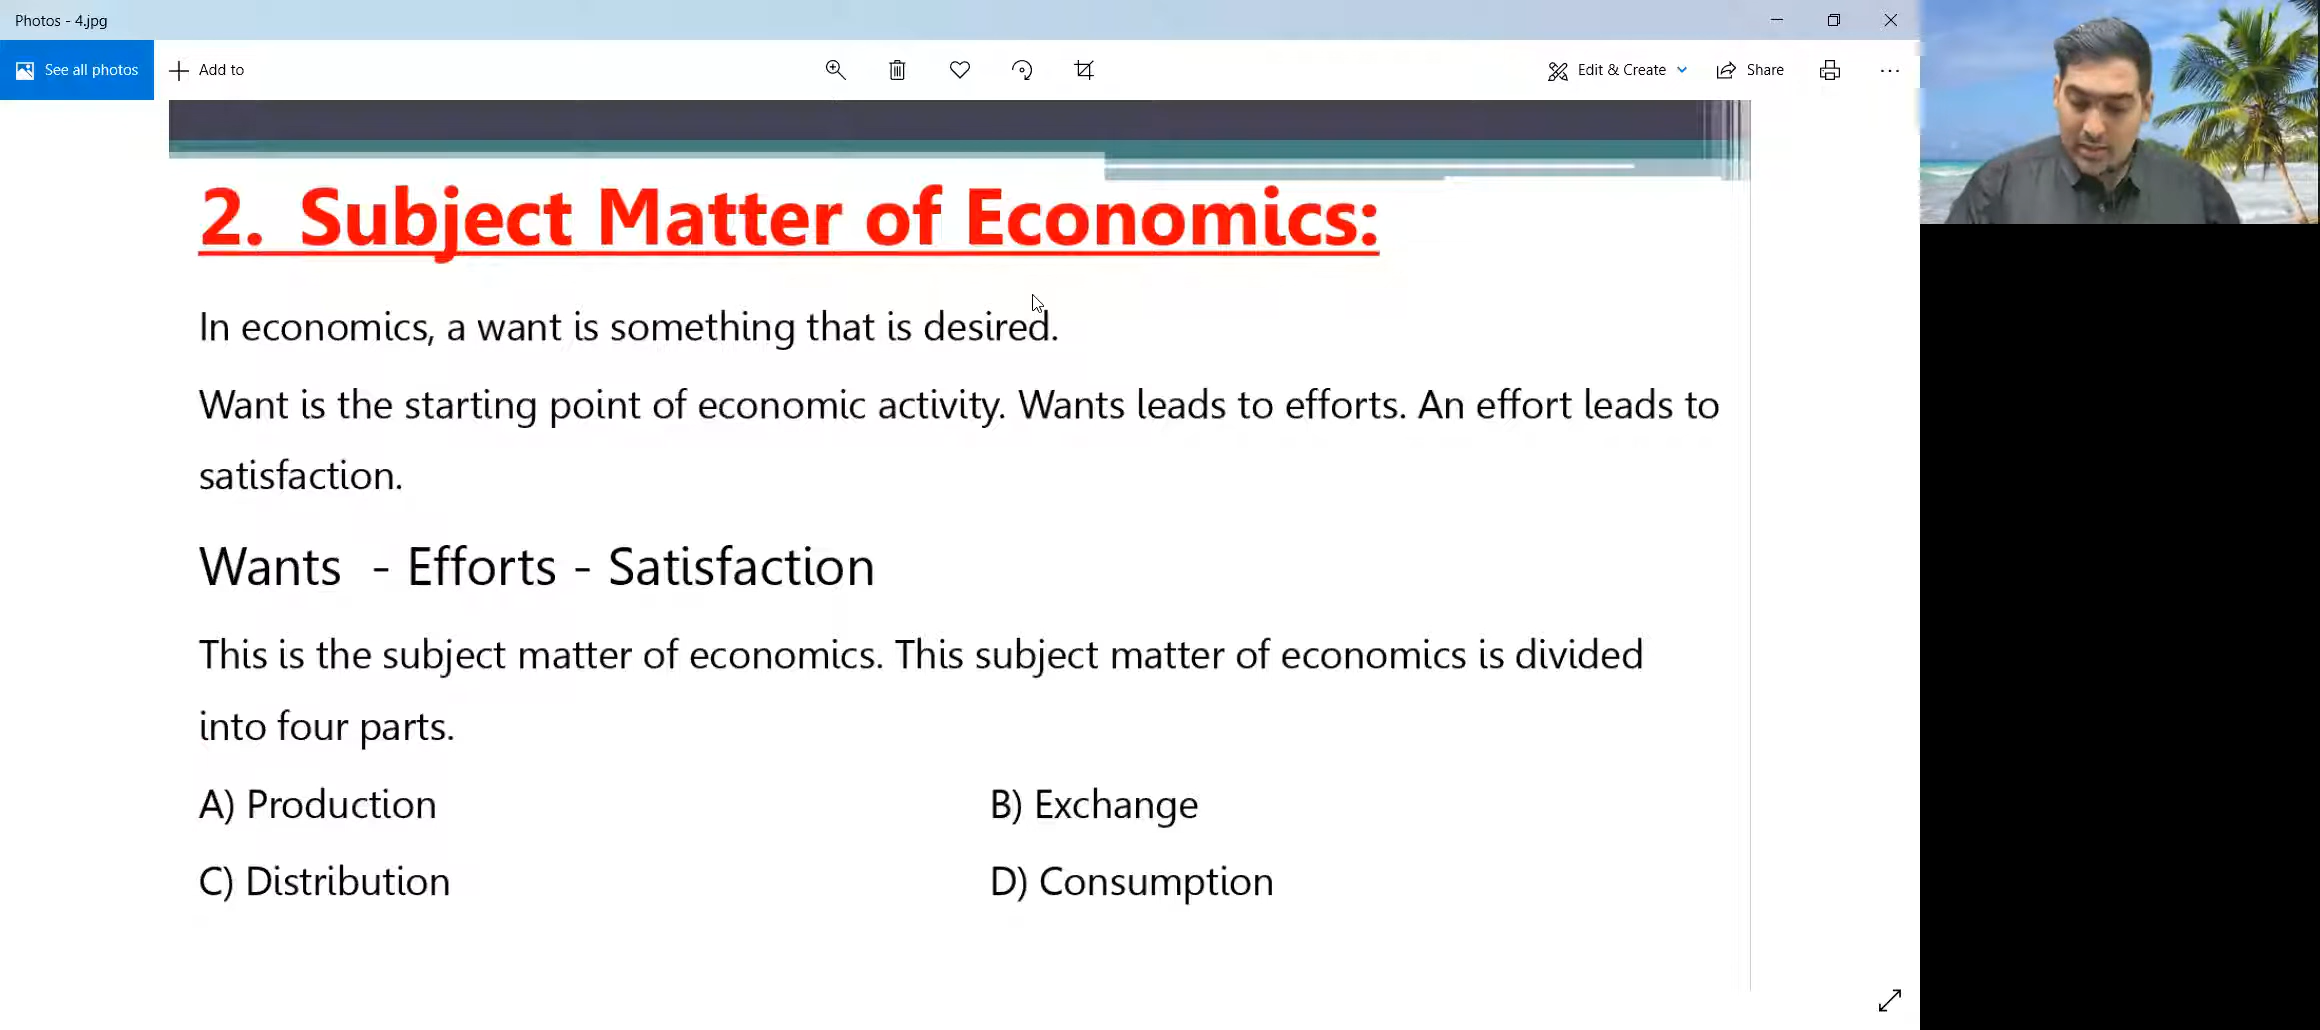 Photos - 4.jpg
See all photos
Add to
Edit & Create
Share
2. Subject Matter of Economics:
In economics, a want is something that is desired.
Want is the starting point of economic activity. Wants leads to efforts. An effort leads to
satisfaction.
Wants - Efforts - Satisfaction
This is the subject matter of economics. This subject matter of economics is divided
into four parts.
A) Production
B) Exchange
C) Distribution
D) Consumption